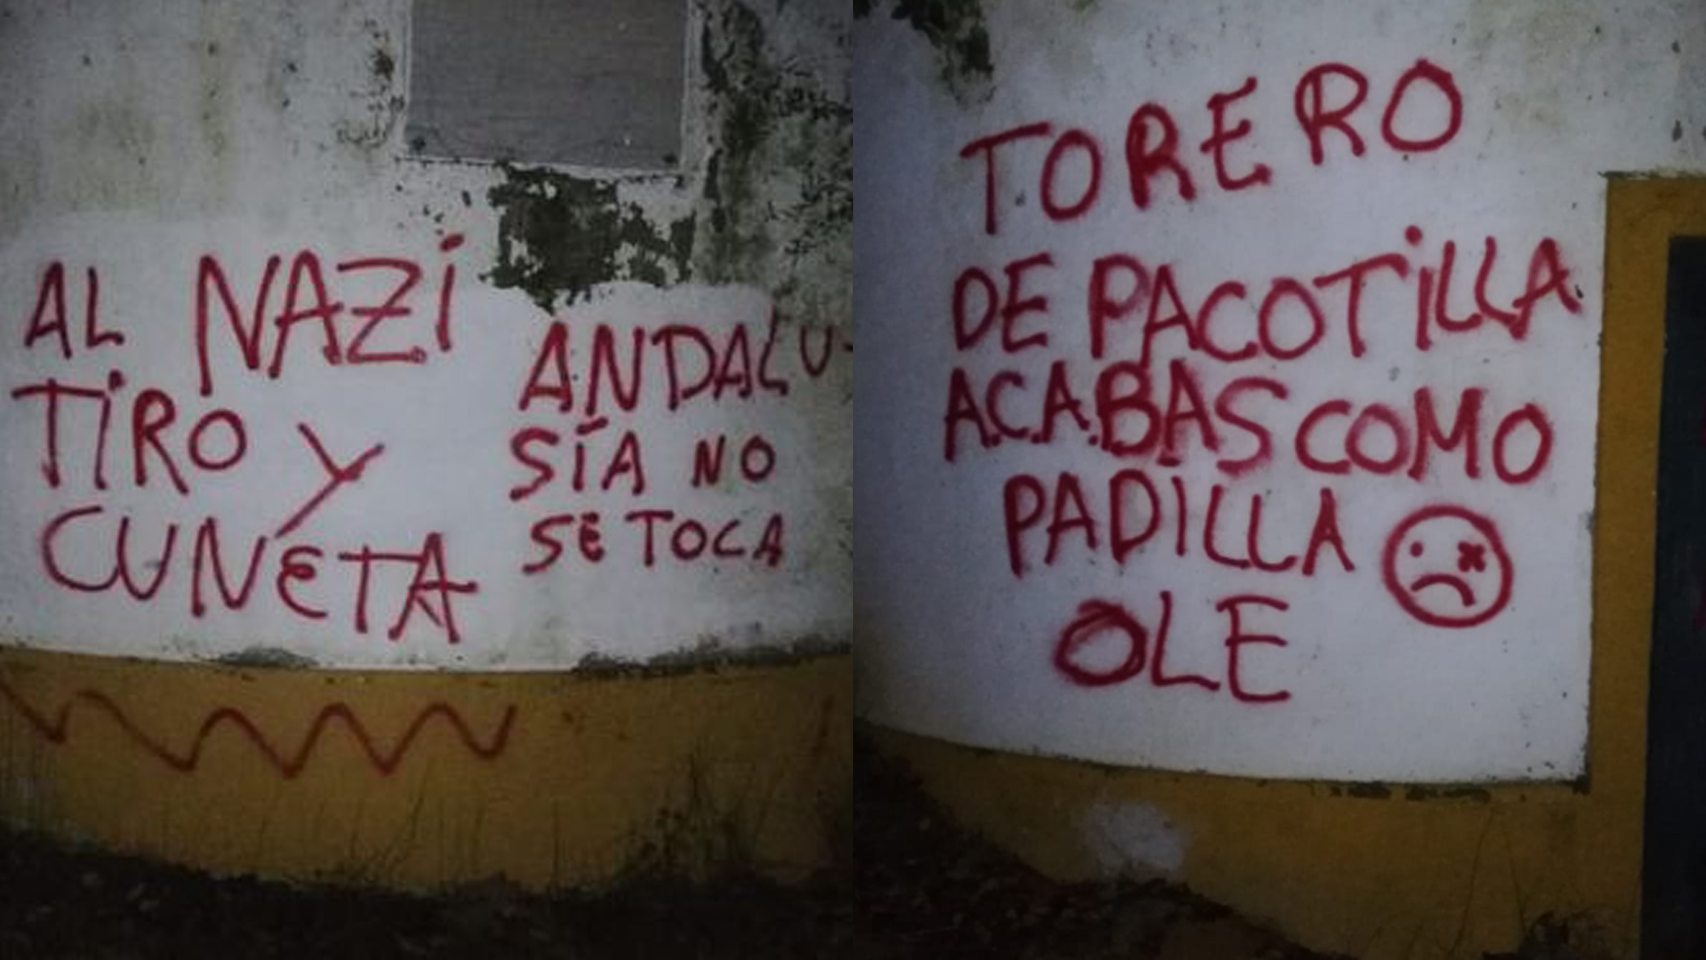 AL NAZi
TiRO Y
CUNETA
ANDALU-
SÍA NO
SE TOCA
TORERO
DE PACOTiLLA
A.C.A.BAS COMO
PADiLLA
OLE